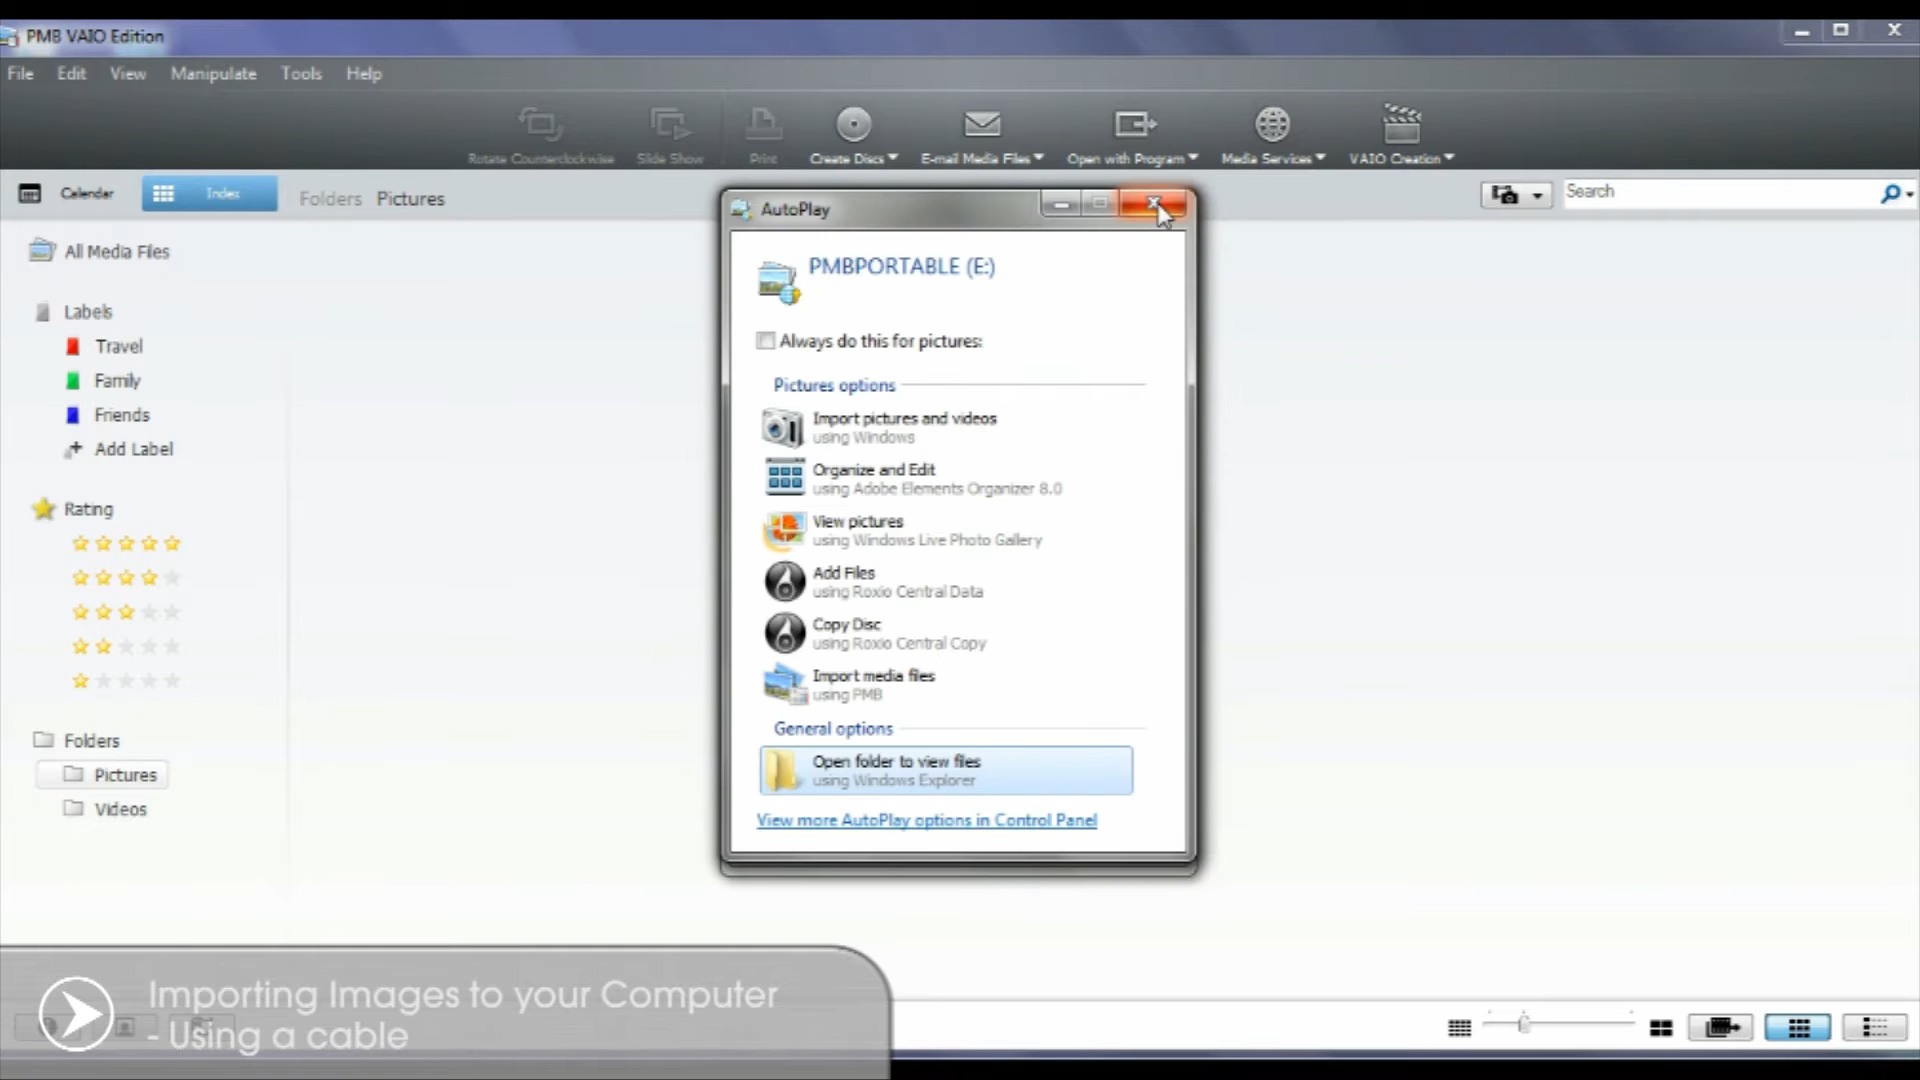 PMB VAIO Edition
File Edit View Manipulate Tools Help
Rotate Counterclockwise Slide Show Print Create Discs E-mail Media Files Open with Program Media Services VAIO Creation
Calendar Index Folders Pictures Search
All Media Files
Labels
Travel
Family
Friends
Add Label
Rating
Folders
Pictures
Videos
AutoPlay
PMBPORTABLE (E:)
Always do this for pictures:
Pictures options
Import pictures and videos
using Windows
Organize and Edit
using Adobe Elements Organizer 8.0
View pictures
using Windows Live Photo Gallery
Add Files
using Roxio Central Data
Copy Disc
using Roxio Central Copy
Import media files
using PMB
General options
Open folder to view files
using Windows Explorer
View more AutoPlay options in Control Panel
Importing Images to your Computer
- Using a cable